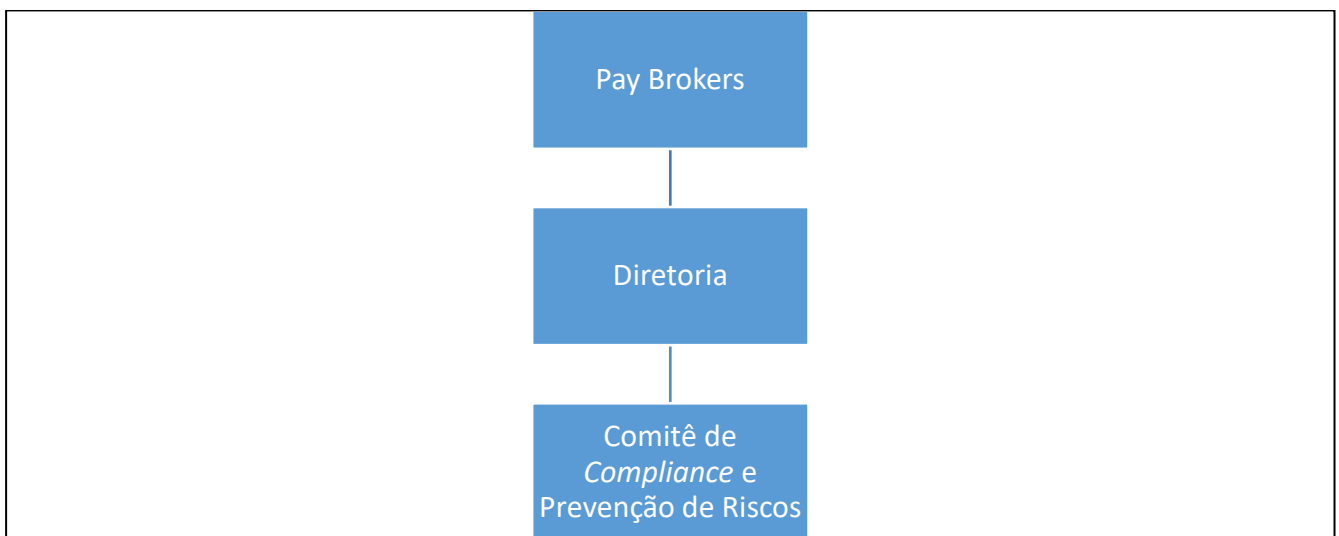 Pay Brokers
Diretoria
Comitê de
Compliance e
Prevenção de Riscos